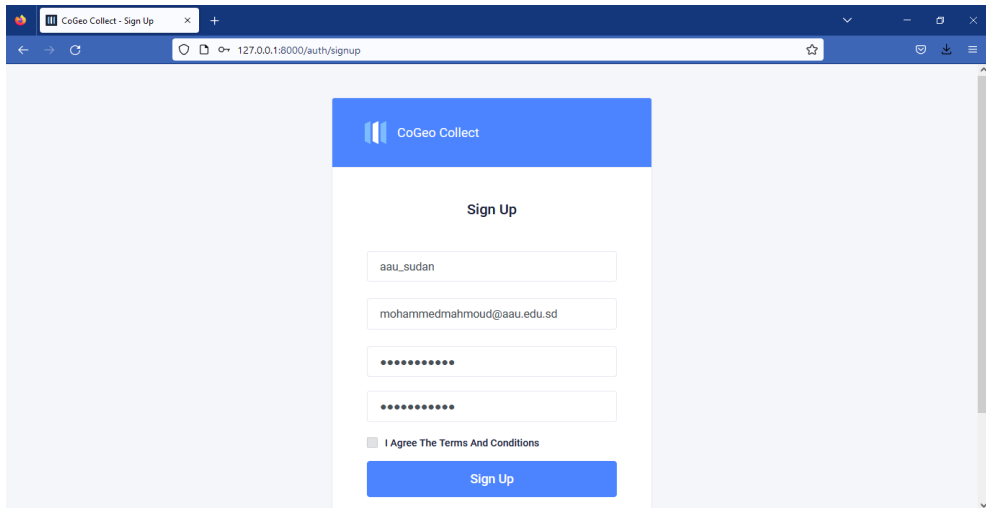 CoGeo Collect - Sign Up
127.0.0.1:8000/auth/signup
CoGeo Collect
Sign Up
aau_sudan
mohammedmahmoud@aau.edu.sd
●●●●●●●●●●●
●●●●●●●●●●●
I Agree The Terms And Conditions
Sign Up